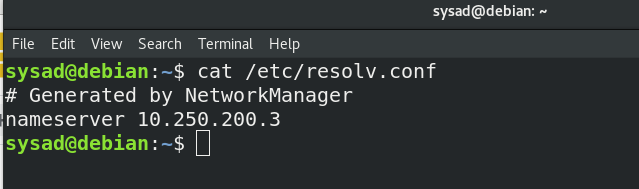 sysad@debian: ~
File Edit View Search Terminal Help
sysad@debian:~$ cat /etc/resolv.conf
# Generated by NetworkManager
nameserver 10.250.200.3
sysad@debian:~$